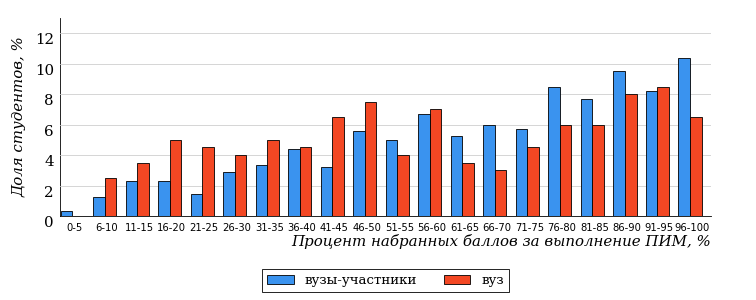 Доля студентов, %
12
10
8
6
4
2
0
0-5 6-10 11-15 16-20 21-25 26-30 31-35 36-40 41-45 46-50 51-55 56-60 61-65 66-70 71-75 76-80 81-85 86-90 91-95 96-100
Процент набранных баллов за выполнение ПИМ, %
вузы-участники вуз